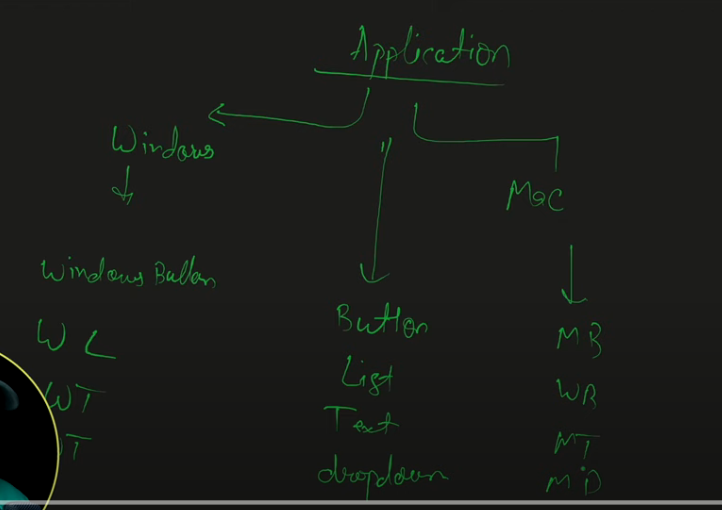 Application
Windows
Mac
Windows Button
WL
WT
T
Button
List
Text
dropdown
MB
WB
MT
MD